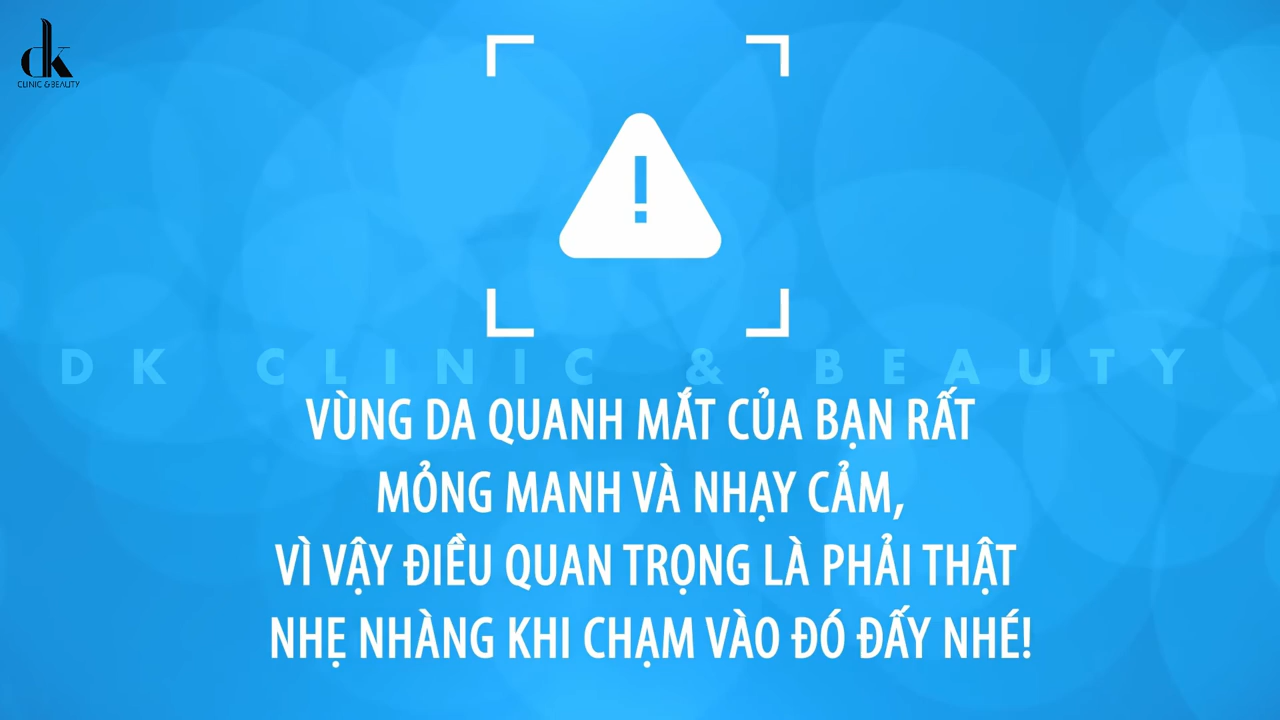 dk
CLINIC & BEAUTY
!
DK CLINIC & BEAUTY
VÙNG DA QUANH MẮT CỦA BẠN RẤT
MỎNG MANH VÀ NHẠY CẢM,
VÌ VẬY ĐIỀU QUAN TRỌNG LÀ PHẢI THẬT
NHẸ NHÀNG KHI CHẠM VÀO ĐÓ ĐẤY NHÉ!